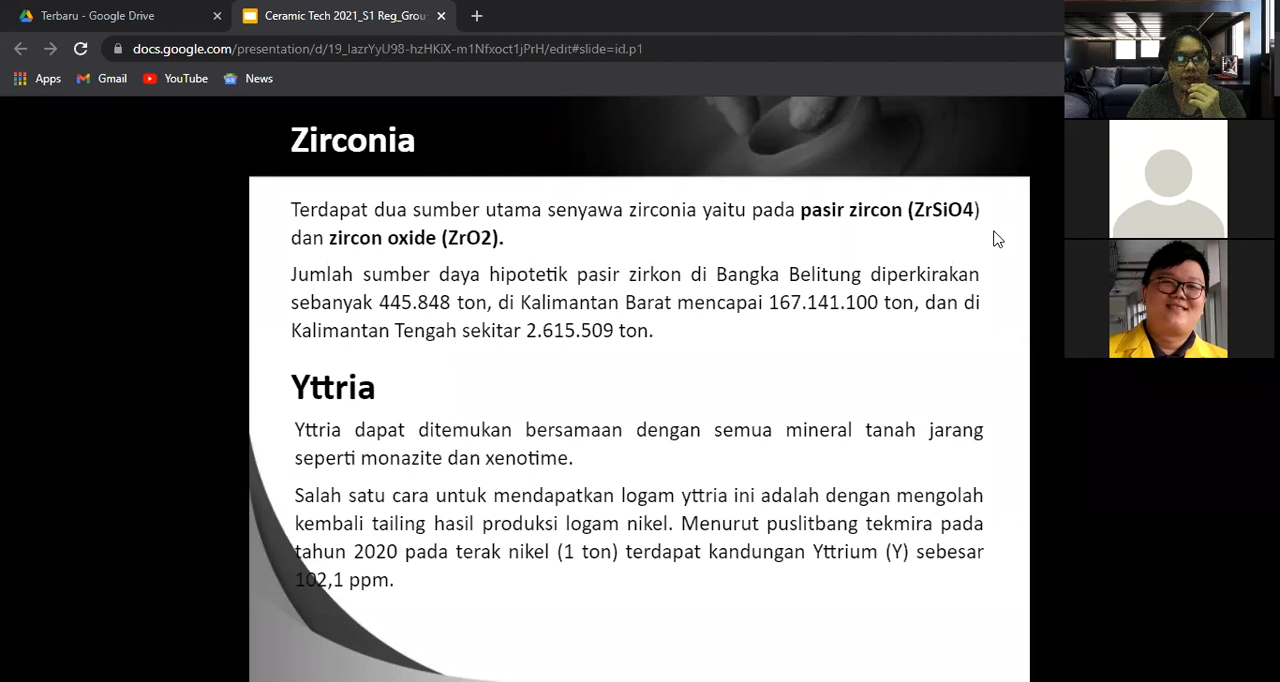 Terbaru - Google Drive
Ceramic Tech 2021_S1 Reg_Grou
docs.google.com/presentation/d/19_lazrYyU98-hzHKiX-m1Nfxoct1jPrH/edit#slide=id.p1
Apps Gmail YouTube News
Zirconia
Terdapat dua sumber utama senyawa zirconia yaitu pada pasir zircon (ZrSiO4)
dan zircon oxide (ZrO2).
Jumlah sumber daya hipotetik pasir zirkon di Bangka Belitung diperkirakan
sebanyak 445.848 ton, di Kalimantan Barat mencapai 167.141.100 ton, dan di
Kalimantan Tengah sekitar 2.615.509 ton.
Yttria
Yttria dapat ditemukan bersamaan dengan semua mineral tanah jarang
seperti monazite dan xenotime.
Salah satu cara untuk mendapatkan logam yttria ini adalah dengan mengolah
kembali tailing hasil produksi logam nikel. Menurut puslitbang tekmira pada
tahun 2020 pada terak nikel (1 ton) terdapat kandungan Yttrium (Y) sebesar
102,1 ppm.